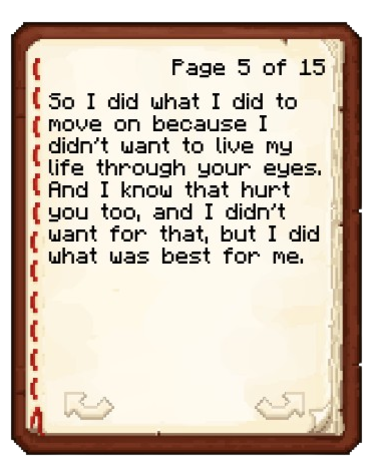 Page 5 of 15
So I did what I did to
move on because I
didn't want to live my
life through your eyes.
And I know that hurt
you too, and I didn't
want for that, but I did
what was best for me.